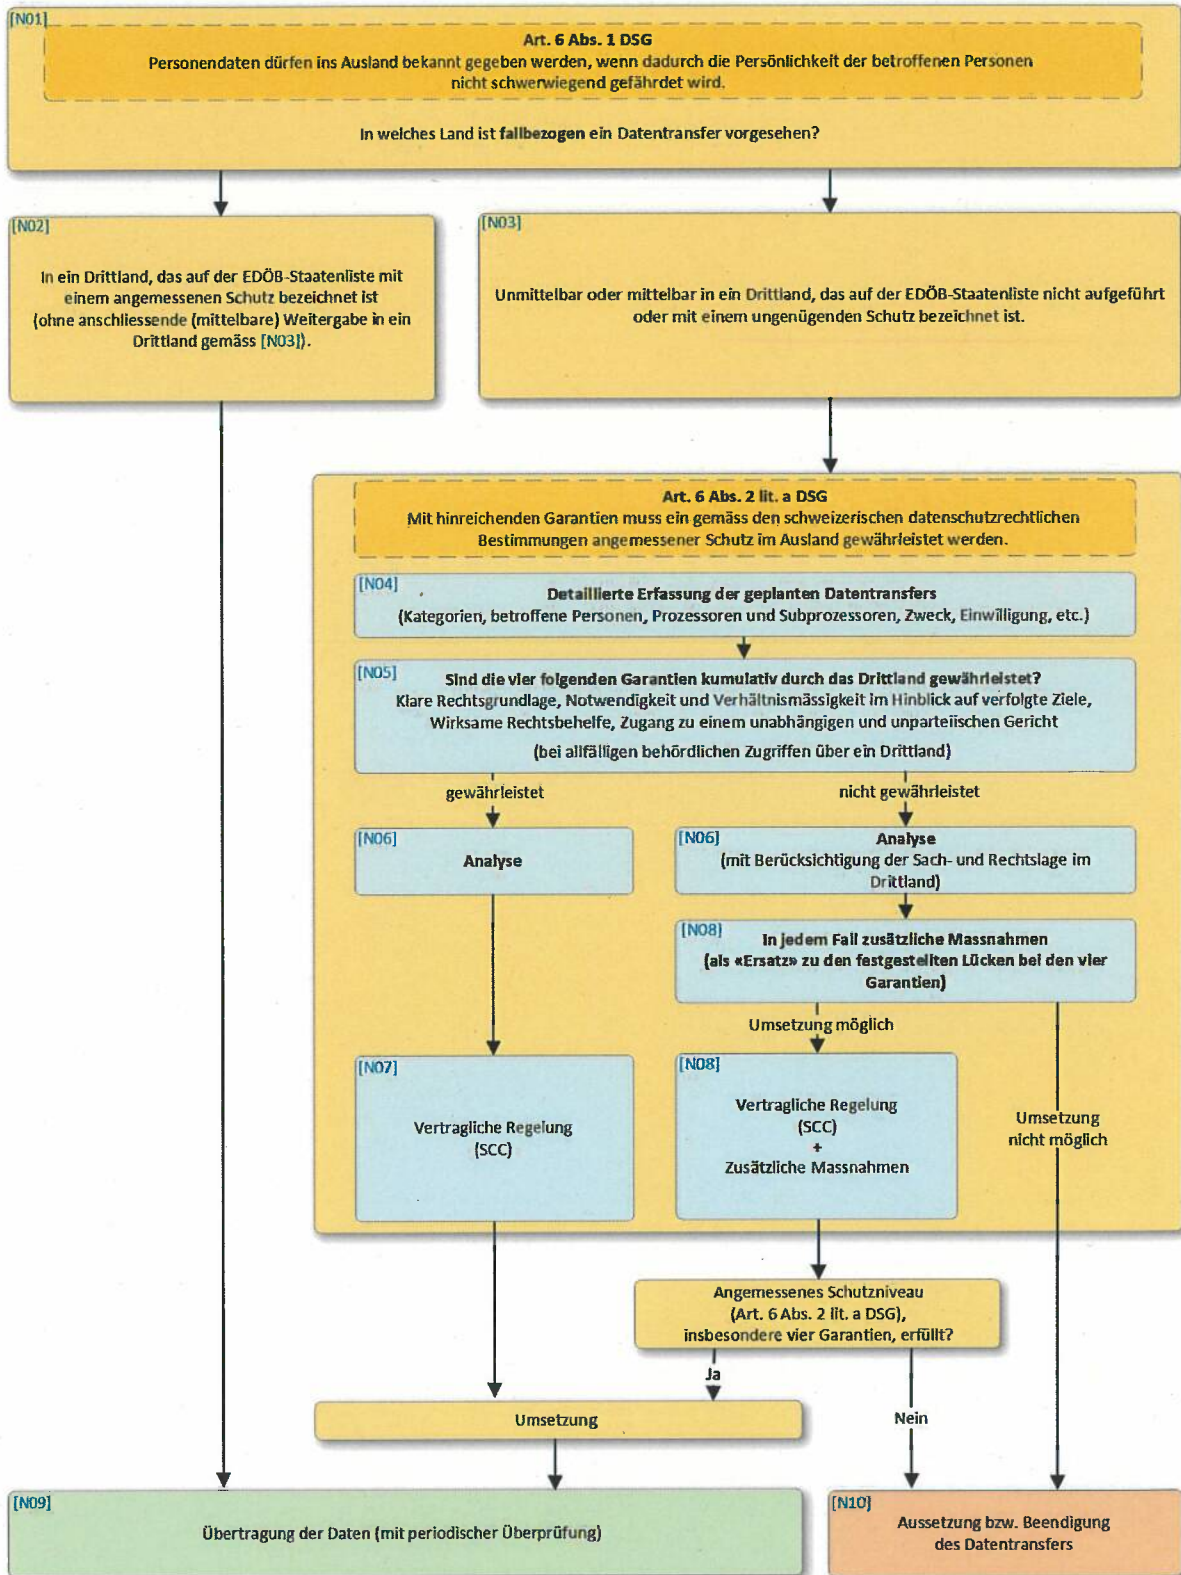 [N01]
Art. 6 Abs. 1 DSG
Personendaten dürfen ins Ausland bekannt gegeben werden, wenn dadurch die Persönlichkeit der betroffenen Personen
nicht schwerwiegend gefährdet wird.
In welches Land ist fallbezogen ein Datentransfer vorgesehen?
[N02]
In ein Drittland, das auf der EDÖB-Staatenliste mit
einem angemessenen Schutz bezeichnet ist
(ohne anschliessende (mittelbare) Weitergabe in ein
Drittland gemäss [N03]).
[N03]
Unmittelbar oder mittelbar in ein Drittland, das auf der EDÖB-Staatenliste nicht aufgeführt
oder mit einem ungenügenden Schutz bezeichnet ist.
Art. 6 Abs. 2 lit. a DSG
Mit hinreichenden Garantien muss ein gemäss den schweizerischen datenschutzrechtlichen
Bestimmungen angemessener Schutz im Ausland gewährleistet werden.
[N04]
Detaillierte Erfassung der geplanten Datentransfers
(Kategorien, betroffene Personen, Prozessoren und Subprozessoren, Zweck, Einwilligung, etc.)
[N05]
Sind die vier folgenden Garantien kumulativ durch das Drittland gewährleistet?
Klare Rechtsgrundlage, Notwendigkeit und Verhältnismässigkeit im Hinblick auf verfolgte Ziele,
Wirksame Rechtsbehelfe, Zugang zu einem unabhängigen und unparteiischen Gericht
(bei allfälligen behördlichen Zugriffen über ein Drittland)
gewährleistet
nicht gewährleistet
[N06]
Analyse
[N06]
Analyse
(mit Berücksichtigung der Sach- und Rechtslage im
Drittland)
[N08]
In jedem Fall zusätzliche Massnahmen
(als «Ersatz» zu den festgestellten Lücken bei den vier
Garantien)
Umsetzung möglich
[N07]
Vertragliche Regelung
(SCC)
[N08]
Vertragliche Regelung
(SCC)
+
Zusätzliche Massnahmen
Umsetzung
nicht möglich
Angemessenes Schutzniveau
(Art. 6 Abs. 2 lit. a DSG),
insbesondere vier Garantien, erfüllt?
Ja
Nein
Umsetzung
[N09]
Übertragung der Daten (mit periodischer Überprüfung)
[N10]
Aussetzung bzw. Beendigung
des Datentransfers